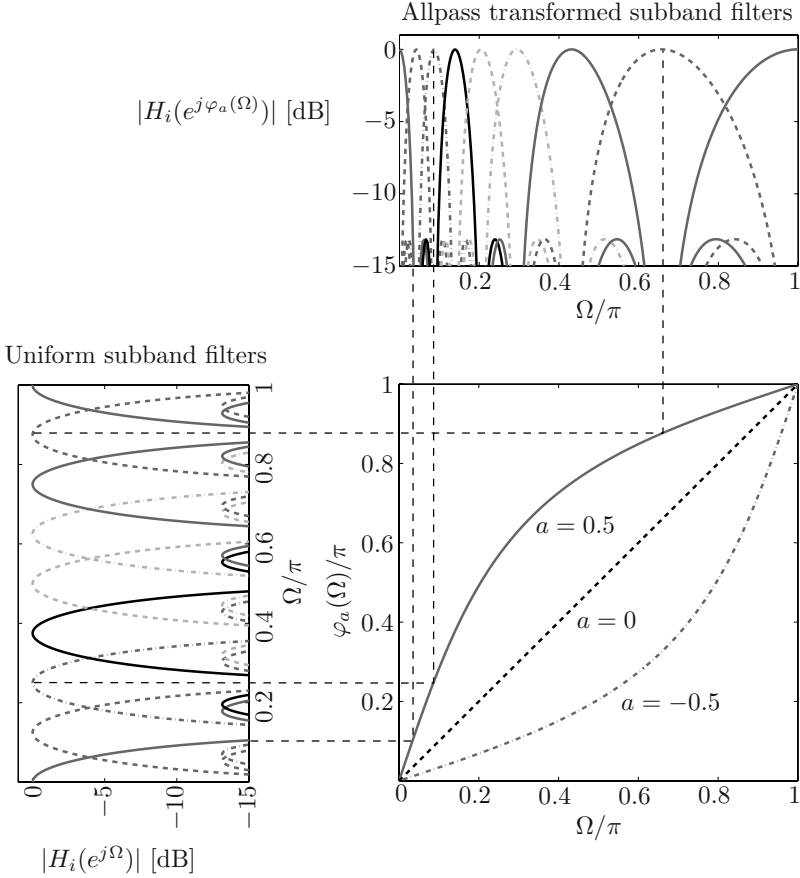 Allpass transformed subband filters
|H_i(e^{jφ_a(Ω)})| [dB]
0
−5
−10
−15
0.2 0.4 0.6 0.8 1
Ω/π
Uniform subband filters
1
0.8
0.6
0.4
0.2
Ω/π
0 −5 −10 −15
|H_i(e^{jΩ})| [dB]
φ_a(Ω)/π
1
0.8
0.6
0.4
0.2
a = 0.5
a = 0
a = −0.5
0 0.2 0.4 0.6 0.8 1
Ω/π